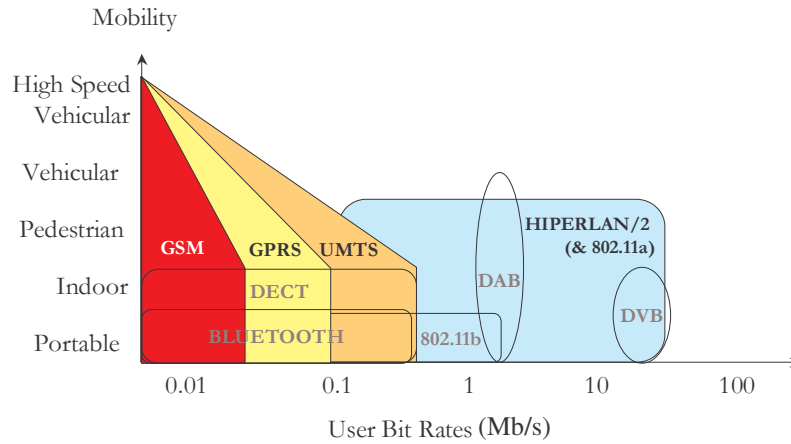 Mobility
High Speed
Vehicular
Vehicular
Pedestrian
HIPERLAN/2
(& 802.11a)
GSM
GPRS
UMTS
Indoor
DECT
DAB
DVB
Portable
BLUETOOTH
802.11b
0.01
0.1
1
10
100
User Bit Rates (Mb/s)